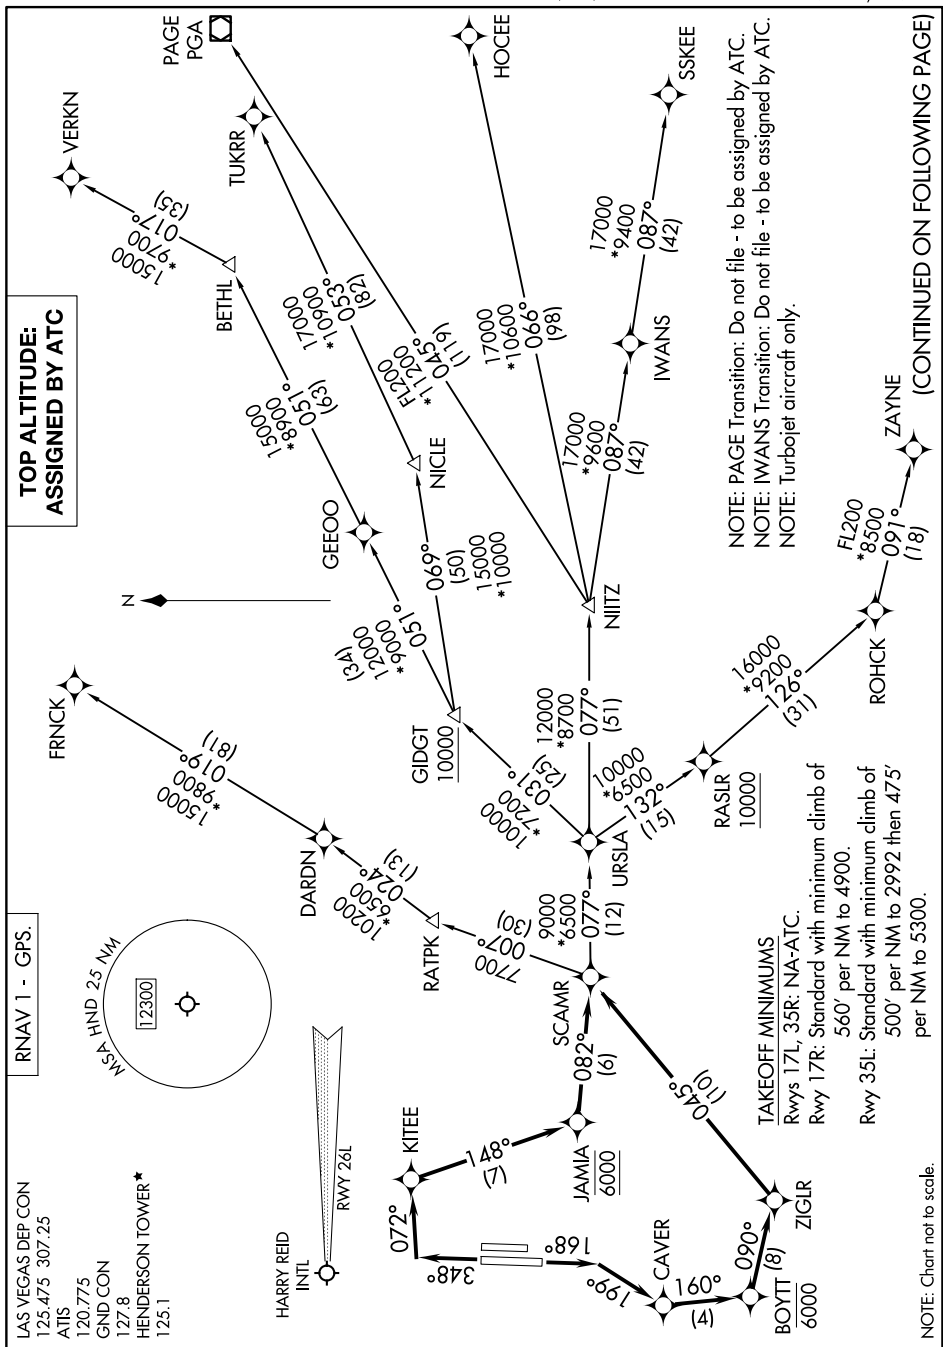 LAS VEGAS DEP CON
125.475 307.25
ATIS
120.775
GND CON
127.8
HENDERSON TOWER★
125.1
RNAV 1 - GPS.
TOP ALTITUDE:
ASSIGNED BY ATC
MSA HND 25 NM
12300
HARRY REID
INTL
RWY 26L
N
FRNCK
15000
*9800
019°
(81)
DARDN
10200
*6500
024°
(13)
RATPK
7700
007°
(30)
VERKN
15000
*9700
017°
(35)
BETHL
15000
*8900
051°
(63)
GEEOO
12000
*9000
051°
(34)
GIDGT
10000
10000
*7200
031°
(25)
PAGE
PGA
TUKRR
17000
*10900
053°
(82)
NICLE
069°
(50)
15000
*10000
FL200
*11200
045°
(119)
HOCEE
17000
*10600
066°
(98)
SSKEE
17000
*9400
087°
(42)
IWANS
17000
*9600
087°
(42)
NIITZ
12000
*8700
077°
(51)
URSLA
9000
*6500
077°
(12)
SCAMR
10000
*6500
132°
(15)
RASLR
10000
16000
*9200
126°
(31)
ROHCK
FL200
*8500
091°
(18)
ZAYNE
KITEE
072°
348°
148°
(7)
JAMIA
6000
082°
(6)
168°
199°
CAVER
160°
(4)
BOYTT
6000
090°
(8)
ZIGLR
045°
(10)
TAKEOFF MINIMUMS
Rwys 17L, 35R: NA-ATC.
Rwy 17R: Standard with minimum climb of
560' per NM to 4900.
Rwy 35L: Standard with minimum climb of
500' per NM to 2992 then 475'
per NM to 5300.
NOTE: PAGE Transition: Do not file - to be assigned by ATC.
NOTE: IWANS Transition: Do not file - to be assigned by ATC.
NOTE: Turbojet aircraft only.
NOTE: Chart not to scale.
(CONTINUED ON FOLLOWING PAGE)